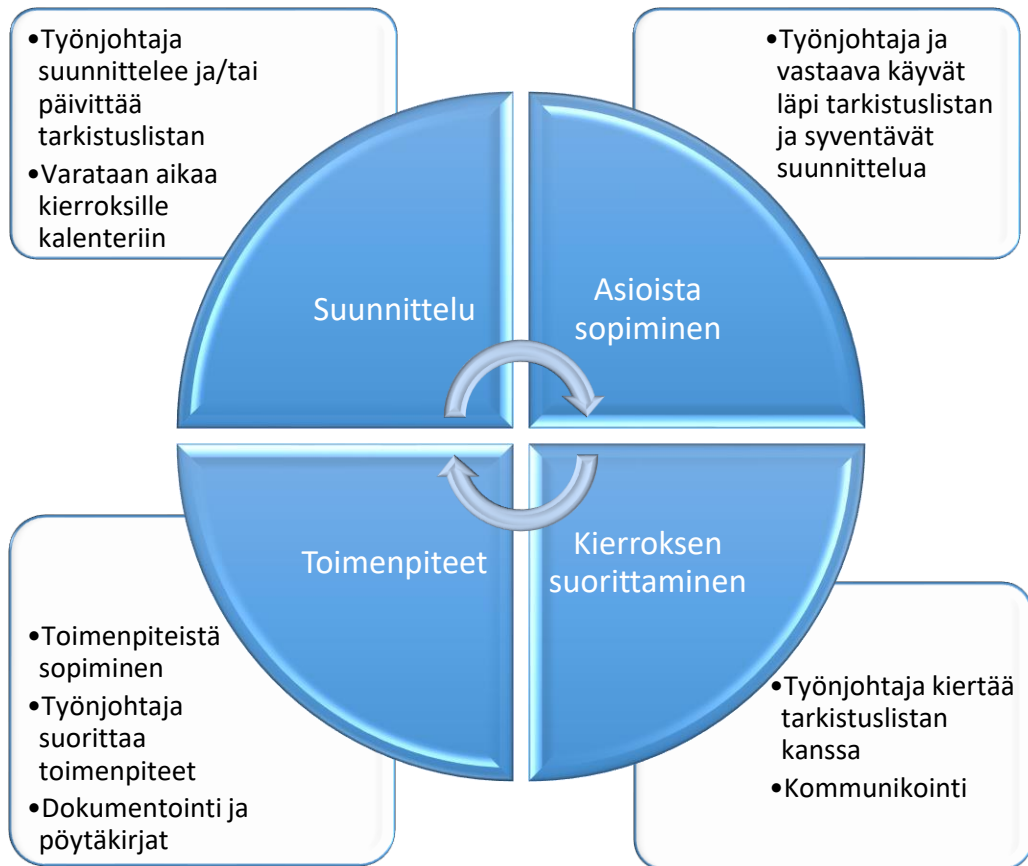 •Työnjohtaja
suunnittelee ja/tai
päivittää
tarkistuslistan
•Varataan aikaa
kierroksille
kalenteriin
•Työnjohtaja ja
vastaava käyvät
läpi tarkistuslistan
ja syventävät
suunnittelua
Suunnittelu
Asioista
sopiminen
Toimenpiteet
Kierroksen
suorittaminen
•Toimenpiteistä
sopiminen
•Työnjohtaja
suorittaa
toimenpiteet
•Dokumentointi ja
pöytäkirjat
•Työnjohtaja kiertää
tarkistuslistan
kanssa
•Kommunikointi